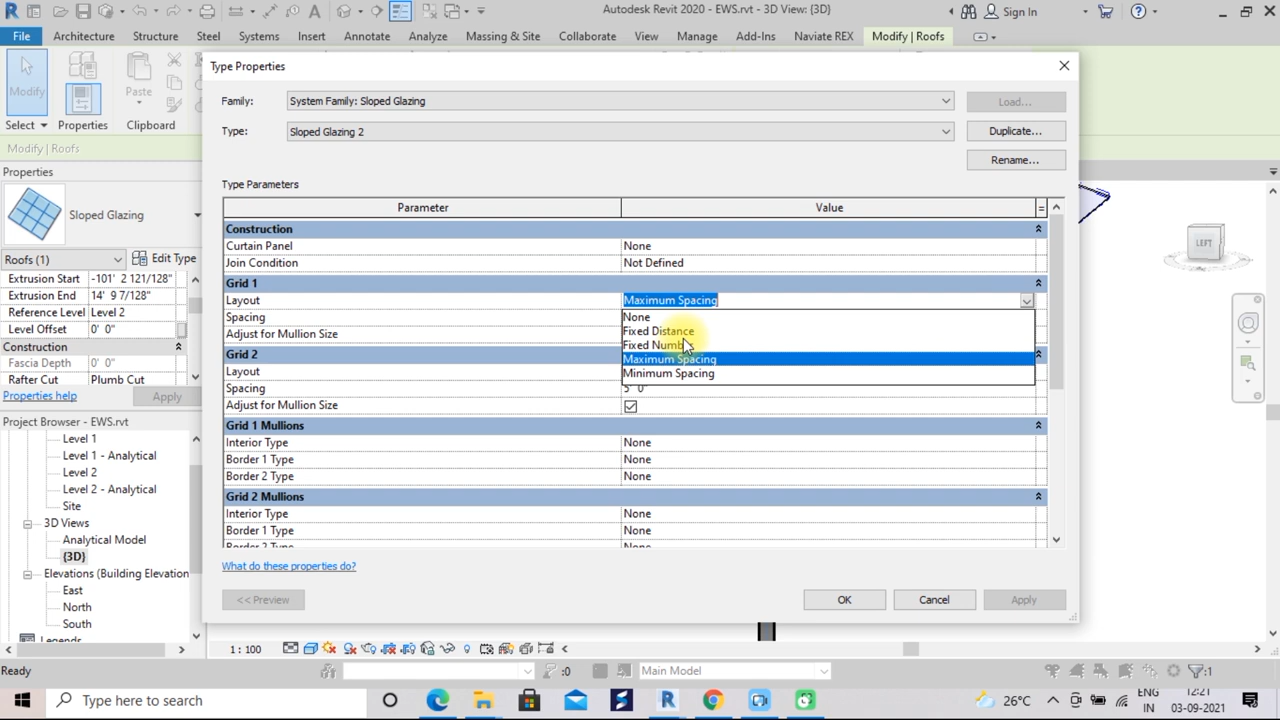 Autodesk Revit 2020 - EWS.rvt - 3D View: {3D}
Sign In
File Architecture Structure Steel Systems Insert Annotate Analyze Massing & Site Collaborate View Manage Add-Ins Naviate REX Modify | Roofs
Modify
Paste
Select Properties Clipboard
Modify | Roofs
Properties
Sloped Glazing
Roofs (1) Edit Type
Extrusion Start -101' 2 121/128"
Extrusion End 14' 9 7/128"
Reference Level Level 2
Level Offset 0' 0"
Construction
Fascia Depth 0' 0"
Rafter Cut Plumb Cut
Properties help Apply
Project Browser - EWS.rvt
Level 1
Level 1 - Analytical
Level 2
Level 2 - Analytical
Site
3D Views
Analytical Model
{3D}
Elevations (Building Elevation
East
North
South
Legends
Type Properties
Family: System Family: Sloped Glazing Load...
Type: Sloped Glazing 2 Duplicate...
Rename...
Type Parameters
Parameter Value =
Construction
Curtain Panel None
Join Condition Not Defined
Grid 1
Layout Maximum Spacing
Spacing None
Fixed Distance
Adjust for Mullion Size Fixed Number
Grid 2 Maximum Spacing
Layout Minimum Spacing
Spacing 5' 0"
Adjust for Mullion Size
Grid 1 Mullions
Interior Type None
Border 1 Type None
Border 2 Type None
Grid 2 Mullions
Interior Type None
Border 1 Type None
Border 2 Type None
What do these properties do?
<< Preview OK Cancel Apply
LEFT
1 : 100
Ready :0 Main Model :1
Type here to search
26°C
ENG
IN
12:21
03-09-2021